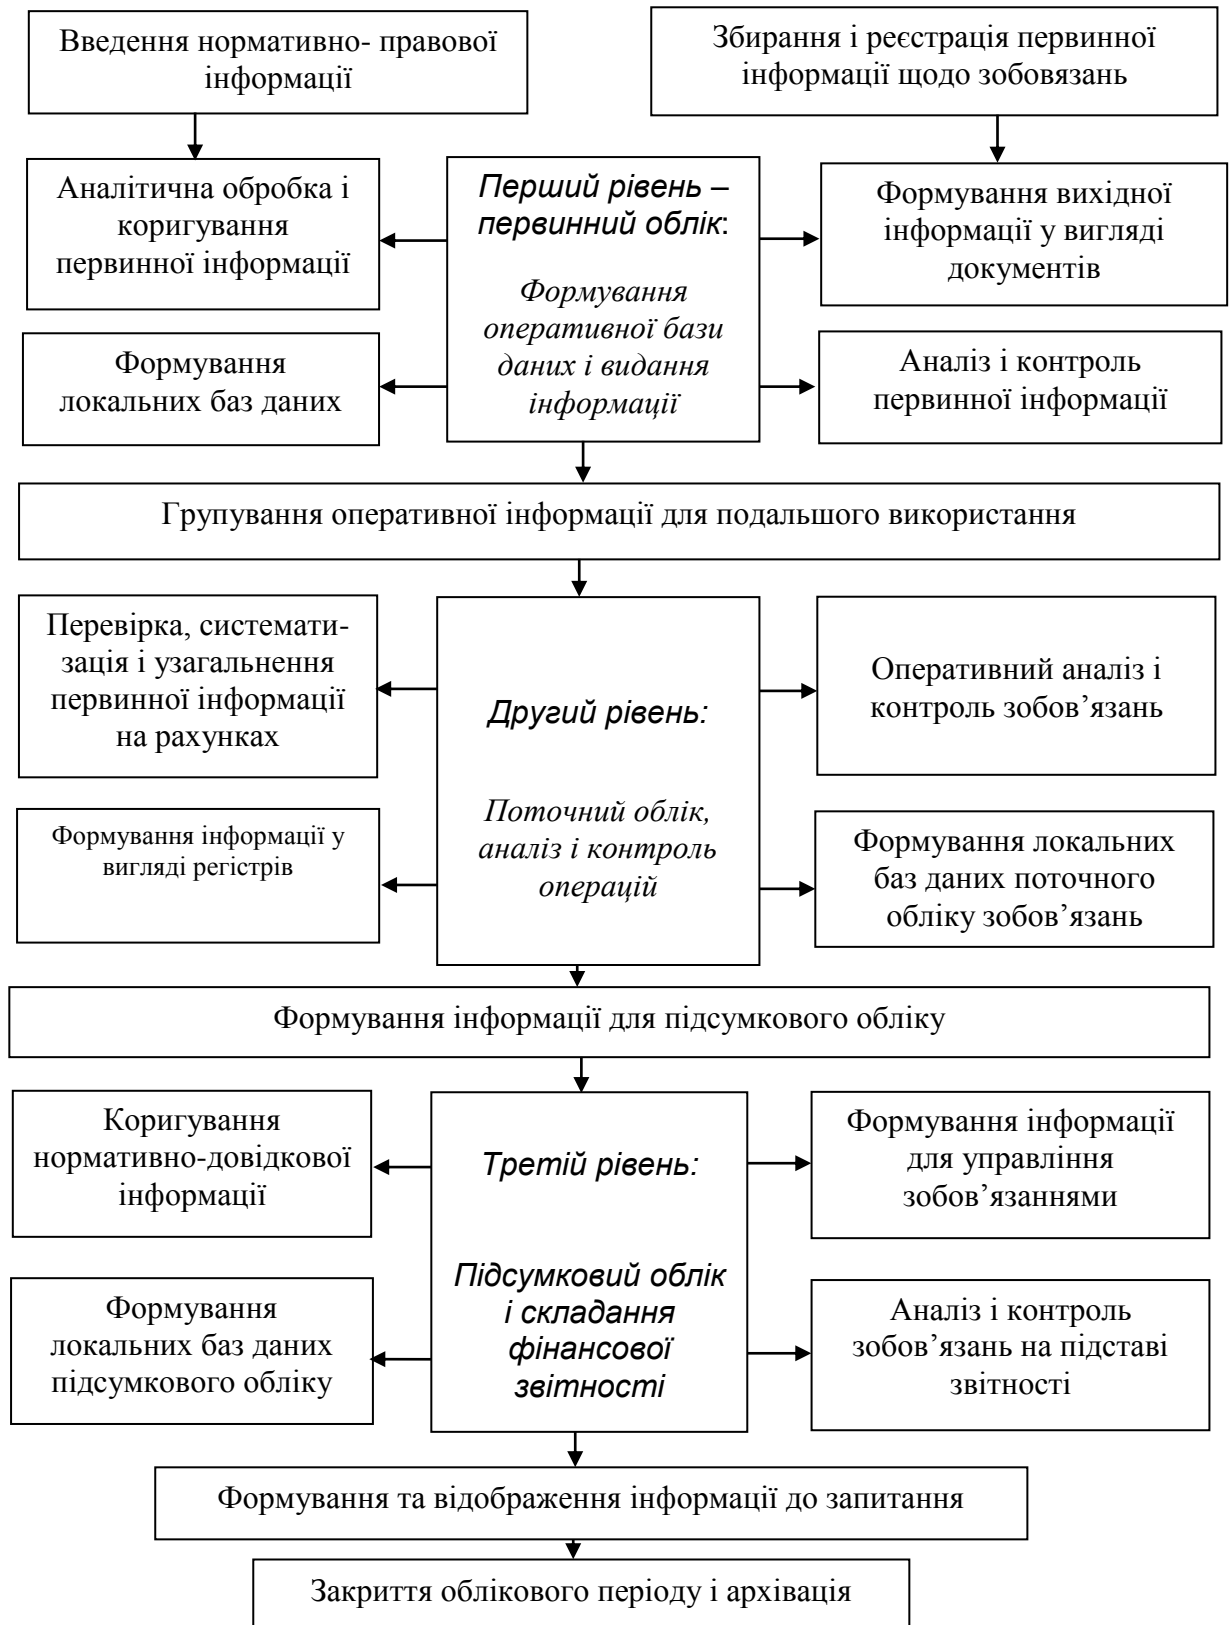 Введення нормативно- правової
інформації
Збирання і реєстрація первинної
інформації щодо зобовязань
Аналітична обробка і
коригування
первинної інформації
Перший рівень –
первинний облік:
Формування
оперативної бази
даних і видання
інформації
Формування вихідної
інформації у вигляді
документів
Формування
локальних баз даних
Аналіз і контроль
первинної інформації
Групування оперативної інформації для подальшого використання
Перевірка, системати-
зація і узагальнення
первинної інформації
на рахунках
Другий рівень:
Поточний облік,
аналіз і контроль
операцій
Оперативний аналіз і
контроль зобов’язань
Формування інформації у
вигляді регістрів
Формування локальних
баз даних поточного
обліку зобов’язань
Формування інформації для підсумкового обліку
Коригування
нормативно-довідкової
інформації
Третій рівень:
Підсумковий облік
і складання
фінансової
звітності
Формування інформації
для управління
зобов’язаннями
Формування
локальних баз даних
підсумкового обліку
Аналіз і контроль
зобов’язань на підставі
звітності
Формування та відображення інформації до запитання
Закриття облікового періоду і архівація